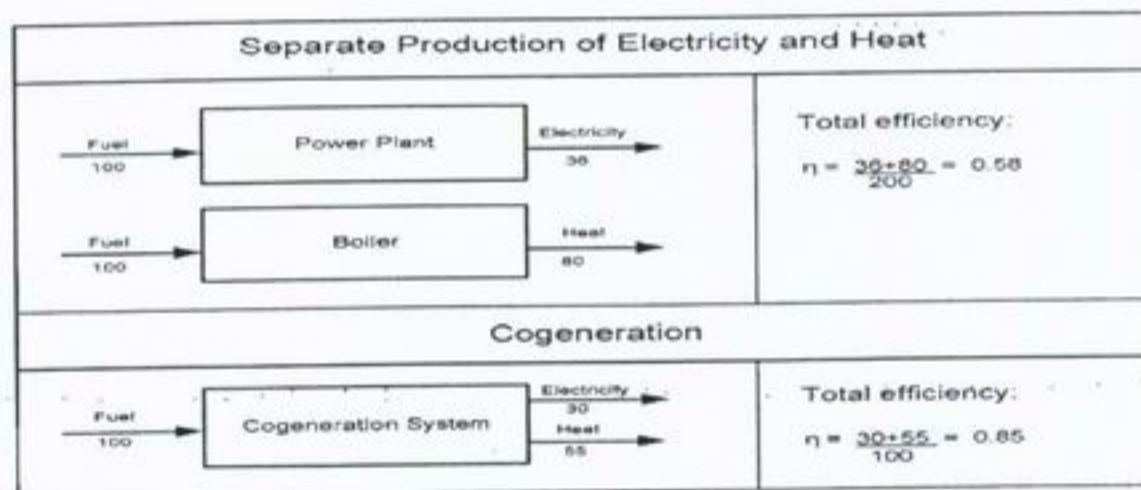 Separate Production of Electricity and Heat
Fuel
100
Power Plant
Electricity
36
Total efficiency:
η = 36+80 / 200 = 0.58
Fuel
100
Boiler
Heat
80
Cogeneration
Fuel
100
Cogeneration System
Electricity
30
Heat
55
Total efficiency:
η = 30+55 / 100 = 0.85